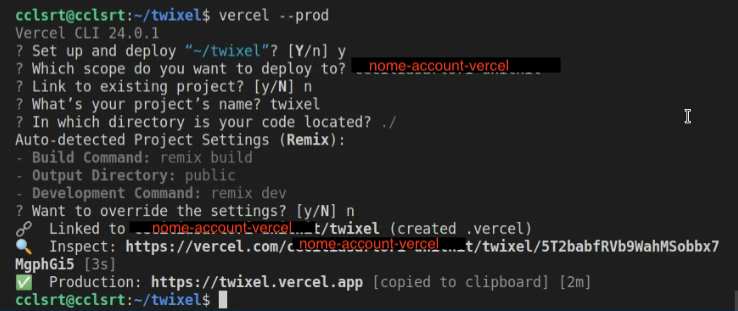 cclsrt@cclsrt:~/twixel$ vercel --prod
Vercel CLI 24.0.1
? Set up and deploy “~/twixel”? [Y/n] y
? Which scope do you want to deploy to? nome-account-vercel
? Link to existing project? [y/N] n
? What’s your project’s name? twixel
? In which directory is your code located? ./
Auto-detected Project Settings (Remix):
- Build Command: remix build
- Output Directory: public
- Development Command: remix dev
? Want to override the settings? [y/N] n
🔗 Linked to nome-account-vercel/twixel (created .vercel)
🔍 Inspect: https://vercel.com/nome-account-vercel/twixel/5T2babfRVb9WahMSobbx7
MgphGi5 [3s]
✅ Production: https://twixel.vercel.app [copied to clipboard] [2m]
cclsrt@cclsrt:~/twixel$